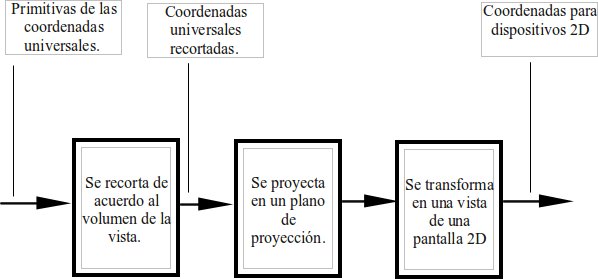 Primitivas de las
coordenadas
universales.
Coordenadas
universales
recortadas.
Coordenadas para
dispositivos 2D
Se recorta de
acuerdo al
volumen de la
vista.
Se proyecta
en un plano
de
proyección.
Se transforma
en una vista
de una
pantalla 2D